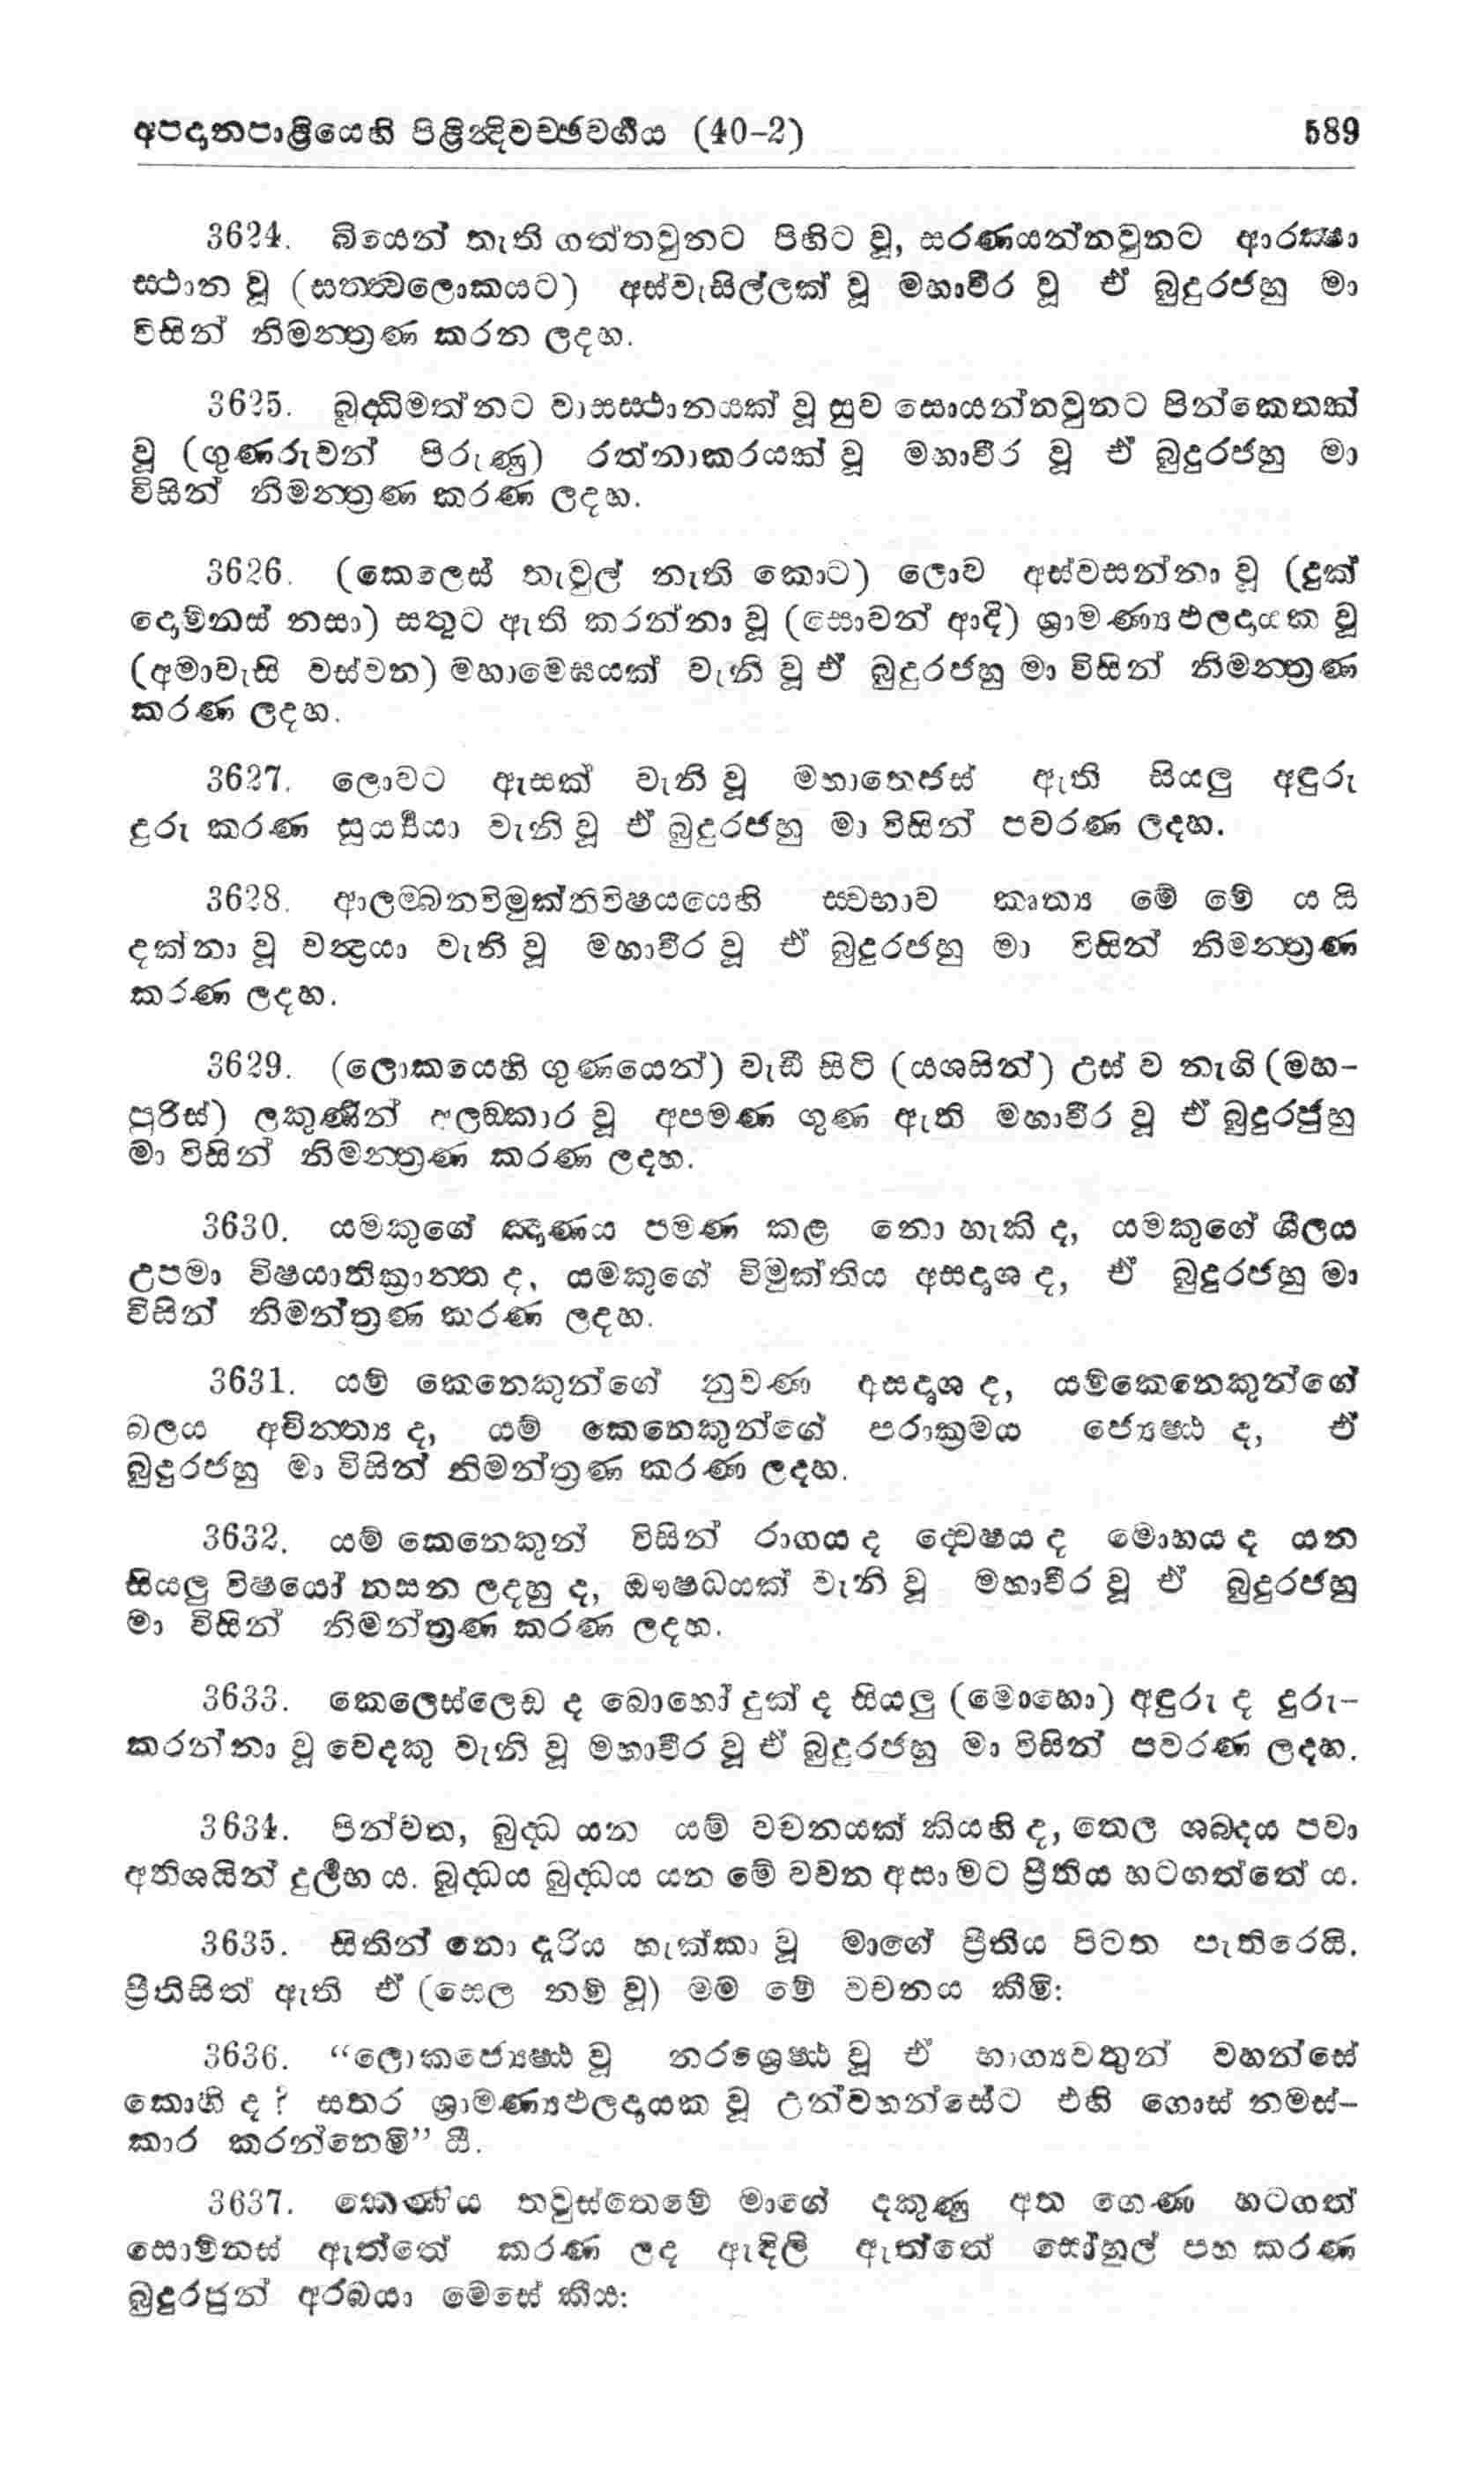 අපදානපාළියෙහි පිළින්දිවච්ඡවර්ගය (40-2) 589
3624. බියෙන් තැති ගත්තවුනට පිහිට වූ, සරණයන්නවුනට ආරක්‍ෂා
ස්ථාන වූ (සත්ත්‍වලොකයට) අස්වැසිල්ලක් වූ මහාවීර වූ ඒ බුදුරජහු මා
විසින් නිමන්ත්‍රණ කරන ලදහ.
3625. බුද්ධිමත්නට වාසස්ථානයක් වූ සුව සොයන්නවුනට පින්කෙතක්
වූ (ගුණරුවන් පිරුණු) රත්නාකරයක් වූ මහාවීර වූ ඒ බුදුරජහු මා
විසින් නිමන්ත්‍රණ කරණ ලදහ.
3626. (කෙලෙස් තැවුල් නැති කොට) ලොව අස්වසන්නා වූ (දුක්
දොම්නස් නසා) සතුට ඇති කරන්නා වූ (සොවන් ආදි) ශ්‍රාමණ්‍යඵලදායක වූ
(අමාවැසි වස්වන) මහාමෙඝයක් වැනි වූ ඒ බුදුරජහු මා විසින් නිමන්ත්‍රණ
කරණ ලදහ.
3627. ලොවට ඇසක් වැනි වූ මහාතෙජස් ඇති සියලු අඳුරු
දුරු කරණ සූර්‍ය්‍යයා වැනි වූ ඒ බුදුරජහු මා විසින් පවරණ ලදහ.
3628. ආලම්බනවිමුක්තිවිෂයයෙහි ස්වභාව කෘත්‍ය මේ මේ ය යි
දක්නා වූ චන්ද්‍රයා වැනි වූ මහාවීර වූ ඒ බුදුරජහු මා විසින් නිමන්ත්‍රණ
කරණ ලදහ.
3629. (ලොකයෙහි ගුණයෙන්) වැඩී සිටි (යශසින්) උස් ව නැගි (මහ-
පුරිස්) ලකුණින් අලඞ්කාර වූ අපමණ ගුණ ඇති මහාවීර වූ ඒ බුදුරජුහු
මා විසින් නිමන්ත්‍රණ කරණ ලදහ.
3630. යමකුගේ ඤාණය පමණ කළ නො හැකි ද, යමකුගේ ශීලය
උපමා විෂයාතික්‍රාන්ත ද, යමකුගේ විමුක්තිය අසදෘශ ද, ඒ බුදුරජහු මා
විසින් නිමන්ත්‍රණ කරණ ලදහ.
3631. යම් කෙනෙකුන්ගේ නුවණ අසදෘශ ද, යම්කෙනෙකුන්ගේ
බලය අචින්ත්‍ය ද, යම් කෙනෙකුන්ගේ පරාක්‍රමය ජ්‍යෙෂ්ඨ ද, ඒ
බුදුරජහු මා විසින් නිමන්ත්‍රණ කරණ ලදහ.
3632. යම් කෙනෙකුන් විසින් රාගය ද ද්වේෂය ද මොහය ද යන
සියලු විෂයෝ නසන ලදහු ද, ඖෂධයක් වැනි වූ මහාවීර වූ ඒ බුදුරජහු
මා විසින් නිමන්ත්‍රණ කරණ ලදහ.
3633. කෙලෙස්ලෙඩ ද බොහෝ දුක් ද සියලු (මොහො) අඳුරු ද දුරු-
කරන්නා වූ වෙදකු වැනි වූ මහාවීර වූ ඒ බුදුරජහු මා විසින් පවරණ ලදහ.
3634. පින්වත, බුද්ධ යන යම් වචනයක් කියහි ද, තෙල ශබ්දය පවා
අතිශයින් දුර්ලභ ය. බුද්ධය බුද්ධය යන මේ වචන අසා මට ප්‍රීතිය හටගත්තේ ය.
3635. සිතින් නො දැරිය හැක්කා වූ මාගේ ප්‍රීතිය පිටත පැතිරෙයි.
ප්‍රීතිසිත් ඇති ඒ (සෙල නම් වූ) මම මේ වචනය කීමි:
3636. “ලොකජ්‍යෙෂ්ඨ වූ නරශ්‍රෙෂ්ඨ වූ ඒ භාග්‍යවතුන් වහන්සේ
කොහි ද? සතර ශ්‍රාමණ්‍යඵලදායක වූ උන්වහන්සේට එහි ගොස් නමස්-
කාර කරන්නෙමි” යී.
3637. කෙණිය තවුස්තෙමේ මාගේ දකුණු අත ගෙණ හටගත්
සොම්නස් ඇත්තේ කරණ ලද ඇඳිලි ඇත්තේ සෝහුල් පහ කරණ
බුදුරජුන් අරබයා මෙසේ කීය: